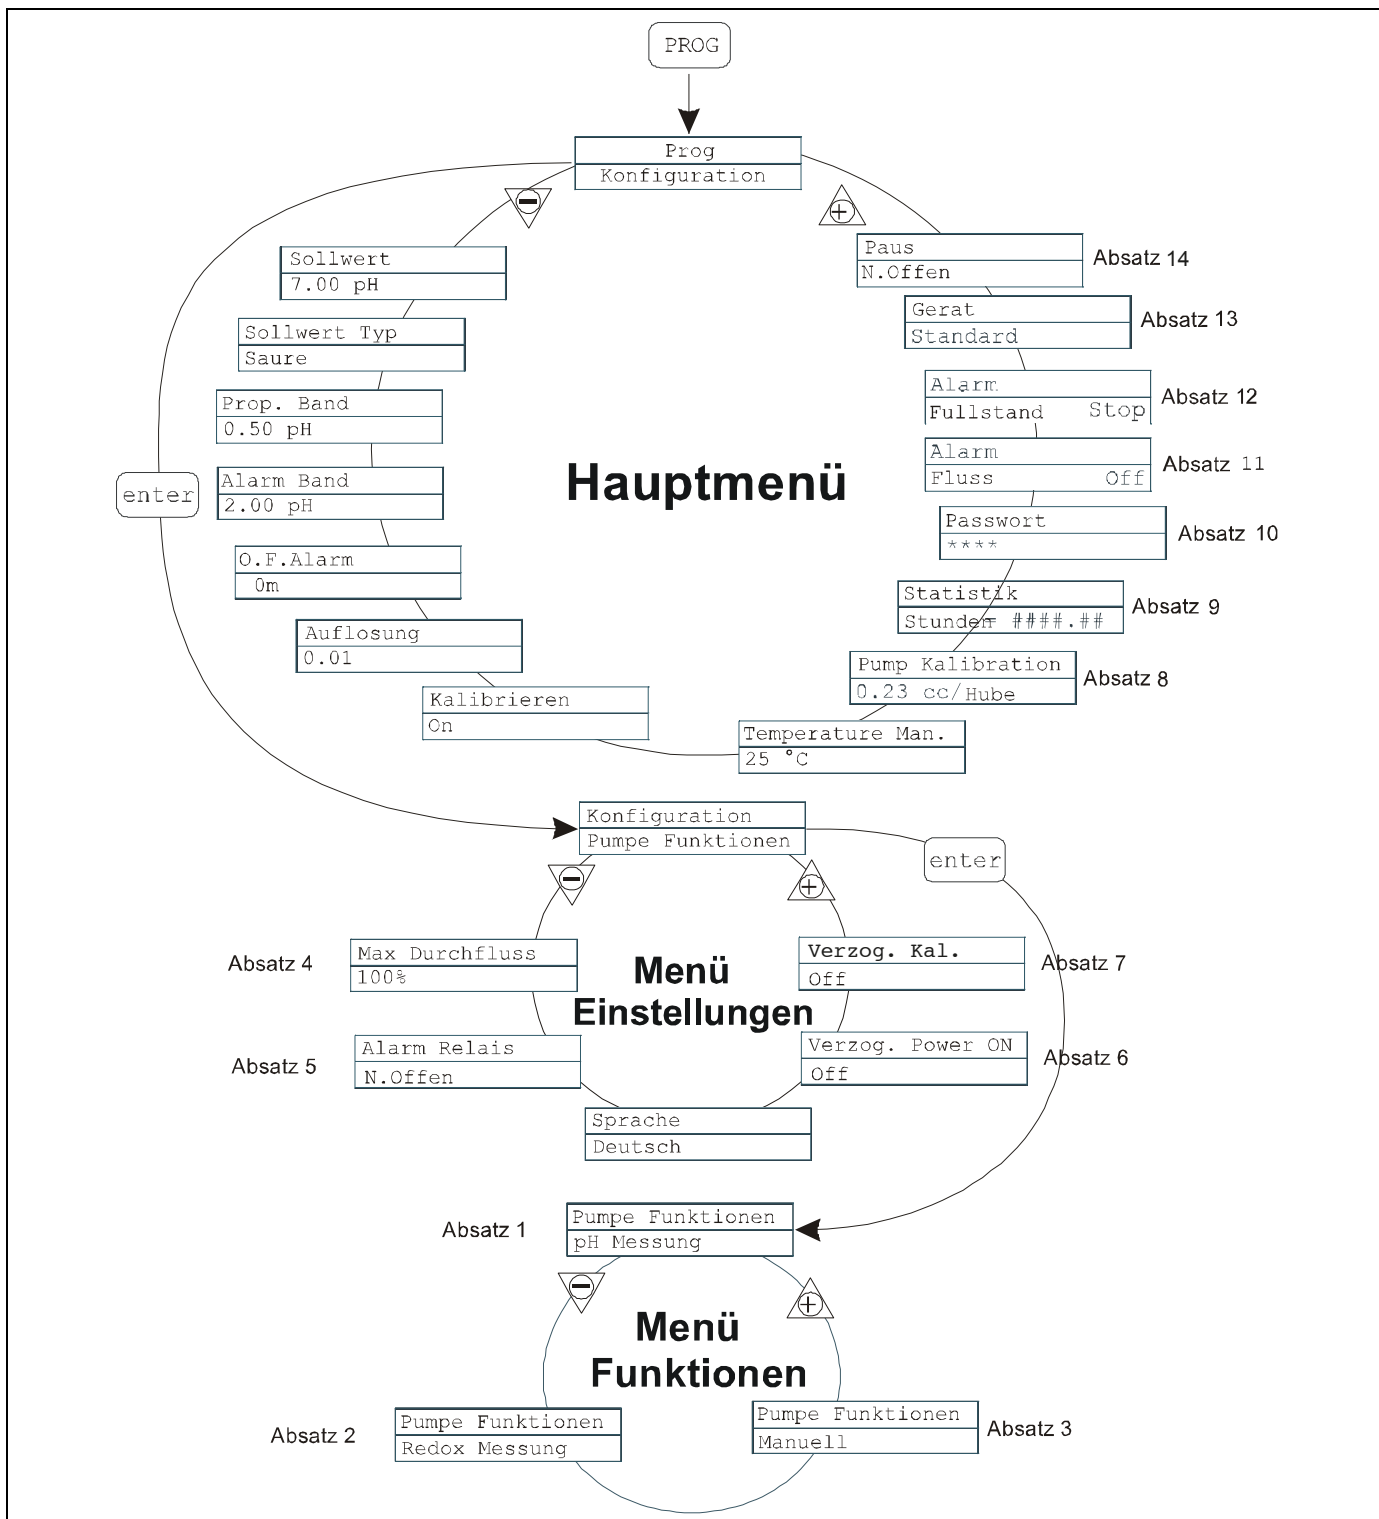 PROG
Prog
Konfiguration
Sollwert
7.00 pH
Sollwert Typ
Saure
Prop. Band
0.50 pH
Alarm Band
2.00 pH
O.F.Alarm
0m
Auflosung
0.01
Kalibrieren
On
enter
Hauptmenü
Paus
N.Offen
Absatz 14
Gerat
Standard
Absatz 13
Alarm
Fullstand Stop
Absatz 12
Alarm
Fluss Off
Absatz 11
Passwort
****
Absatz 10
Statistik
Stunden= ####.##
Absatz 9
Pump Kalibration
0.23 cc/Hube
Absatz 8
Temperature Man.
25 °C
Konfiguration
Pumpe Funktionen
enter
Absatz 4
Max Durchfluss
100%
Menü
Einstellungen
Verzog. Kal.
Off
Absatz 7
Absatz 5
Alarm Relais
N.Offen
Verzog. Power ON
Off
Absatz 6
Sprache
Deutsch
Absatz 1
Pumpe Funktionen
pH Messung
Menü
Funktionen
Absatz 2
Pumpe Funktionen
Redox Messung
Pumpe Funktionen
Manuell
Absatz 3